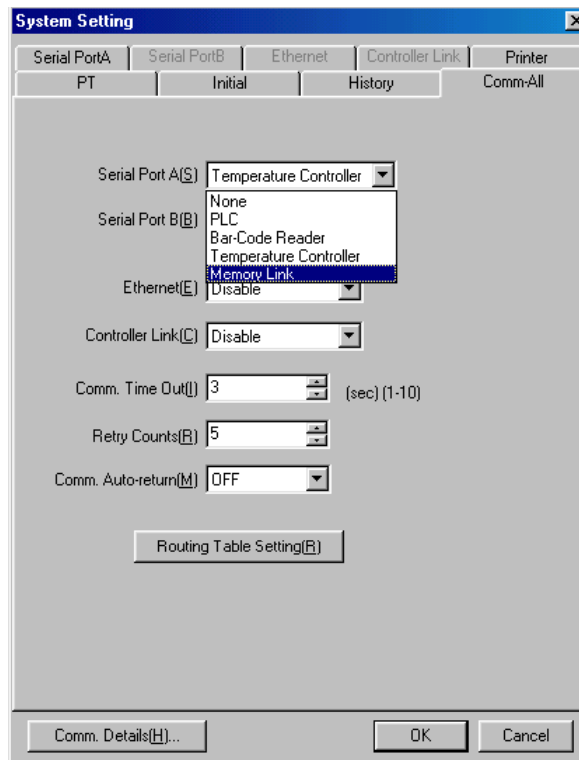 System Setting
Serial PortA Serial PortB Ethernet Controller Link Printer
PT Initial History Comm-All
Serial Port A(S) Temperature Controller
None
Serial Port B(B) PLC
Bar-Code Reader
Temperature Controller
Memory Link
Ethernet(E) Disable
Controller Link(C) Disable
Comm. Time Out(I) 3 (sec) (1-10)
Retry Counts(R) 5
Comm. Auto-return(M) OFF
Routing Table Setting(R)
Comm. Details(H)... OK Cancel